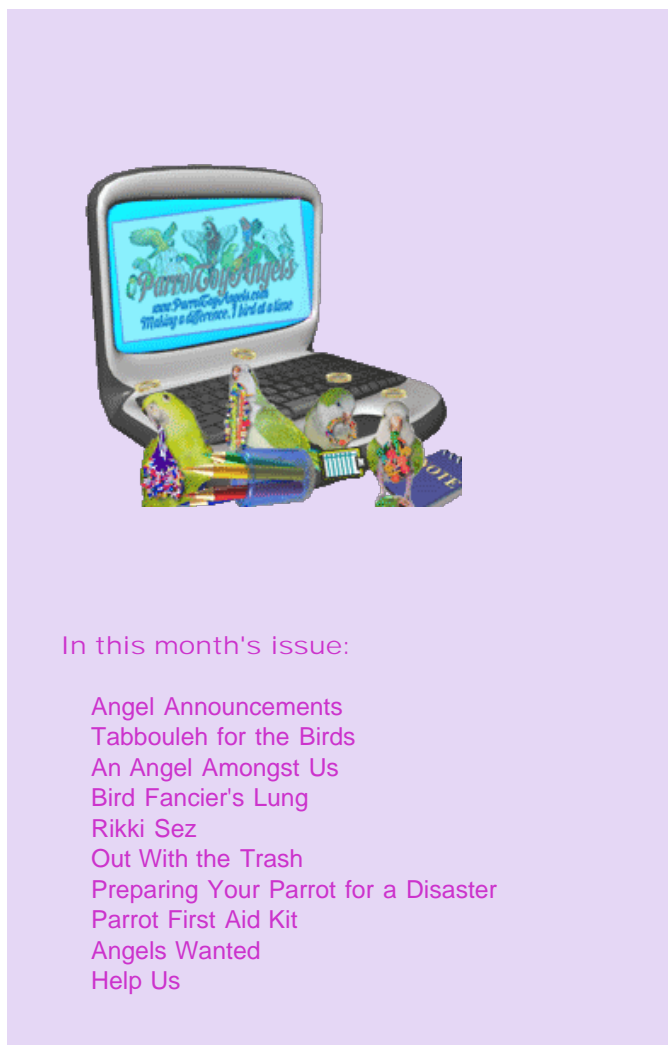 ParrotToyAngels
www.ParrotToyAngels.com
Making a difference, 1 bird at a time
OTE
In this month's issue:
Angel Announcements
Tabbouleh for the Birds
An Angel Amongst Us
Bird Fancier's Lung
Rikki Sez
Out With the Trash
Preparing Your Parrot for a Disaster
Parrot First Aid Kit
Angels Wanted
Help Us